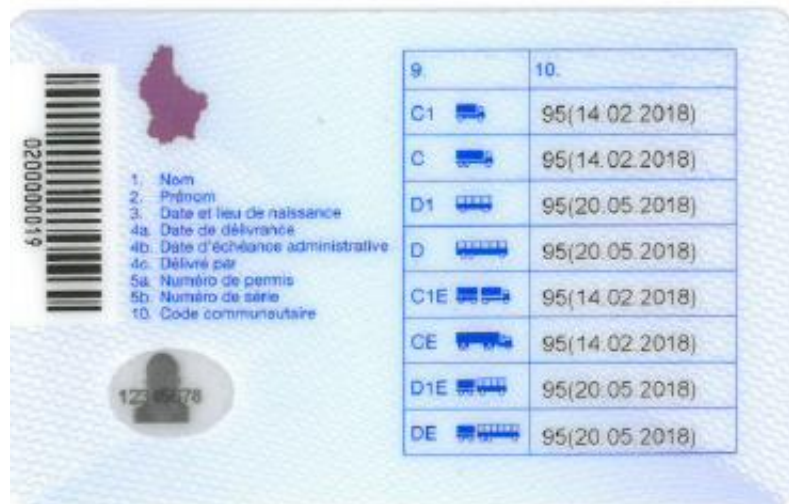 0200000019
1. Nom
2. Prénom
3. Date et lieu de naissance
4a. Date de délivrance
4b. Date d'échéance administrative
4c. Délivré par
5a. Numéro de permis
5b. Numéro de série
10. Code communautaire
12345678
9. 10.
C1 95(14.02.2018)
C 95(14.02.2018)
D1 95(20.05.2018)
D 95(20.05.2018)
C1E 95(14.02.2018)
CE 95(14.02.2018)
D1E 95(20.05.2018)
DE 95(20.05.2018)